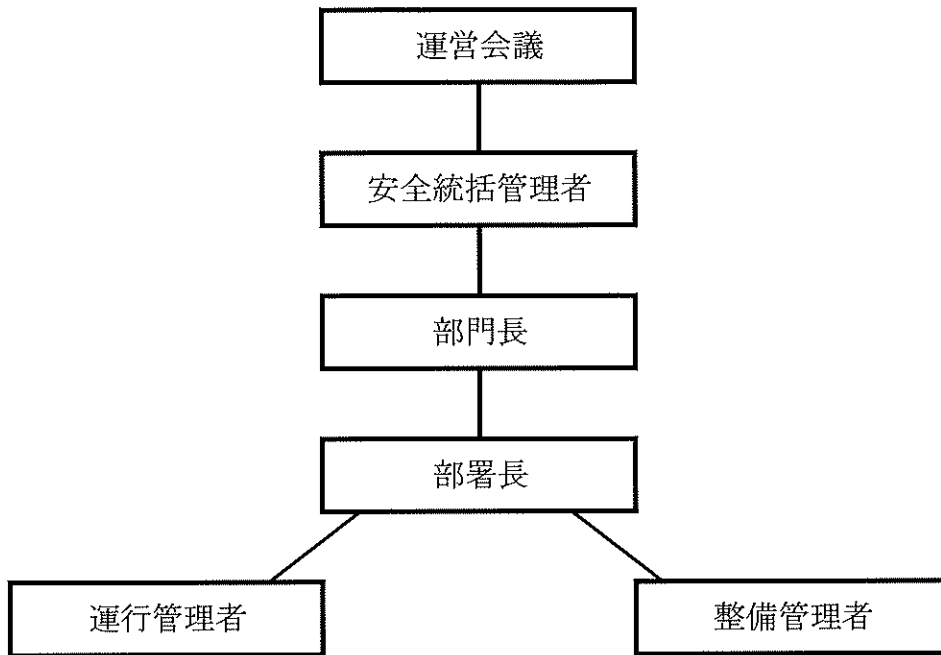 運営会議
安全統括管理者
部門長
部署長
運行管理者
整備管理者